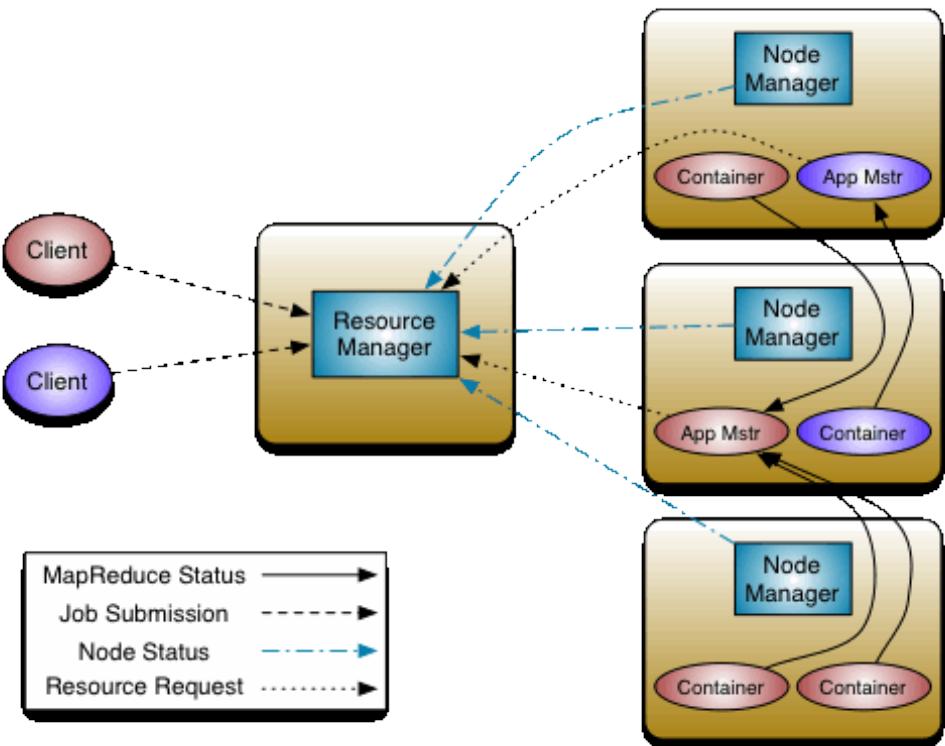 Node
Manager
Container
App Mstr
Client
Client
Resource
Manager
Node
Manager
App Mstr
Container
Node
Manager
Container
Container
MapReduce Status
Job Submission
Node Status
Resource Request